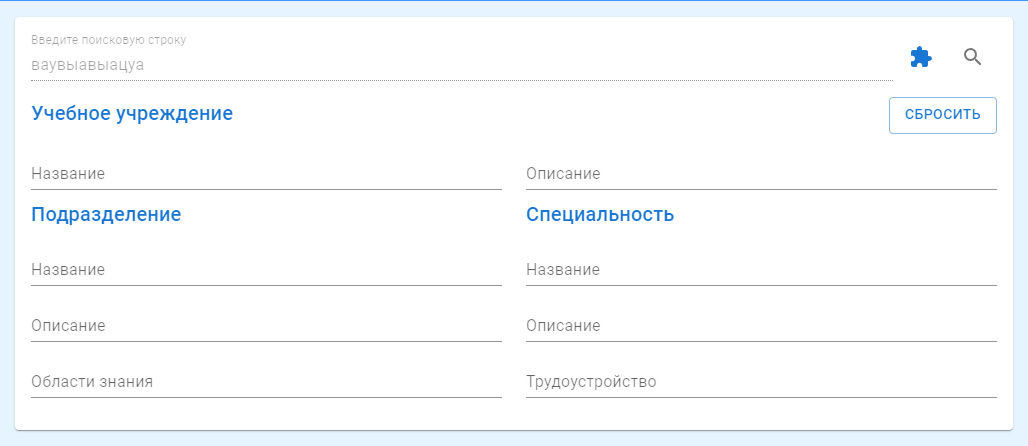 Введите поисковую строку
ваувыавыацуа
Учебное учреждение
СБРОСИТЬ
Название
Описание
Подразделение
Специальность
Название
Название
Описание
Описание
Области знания
Трудоустройство